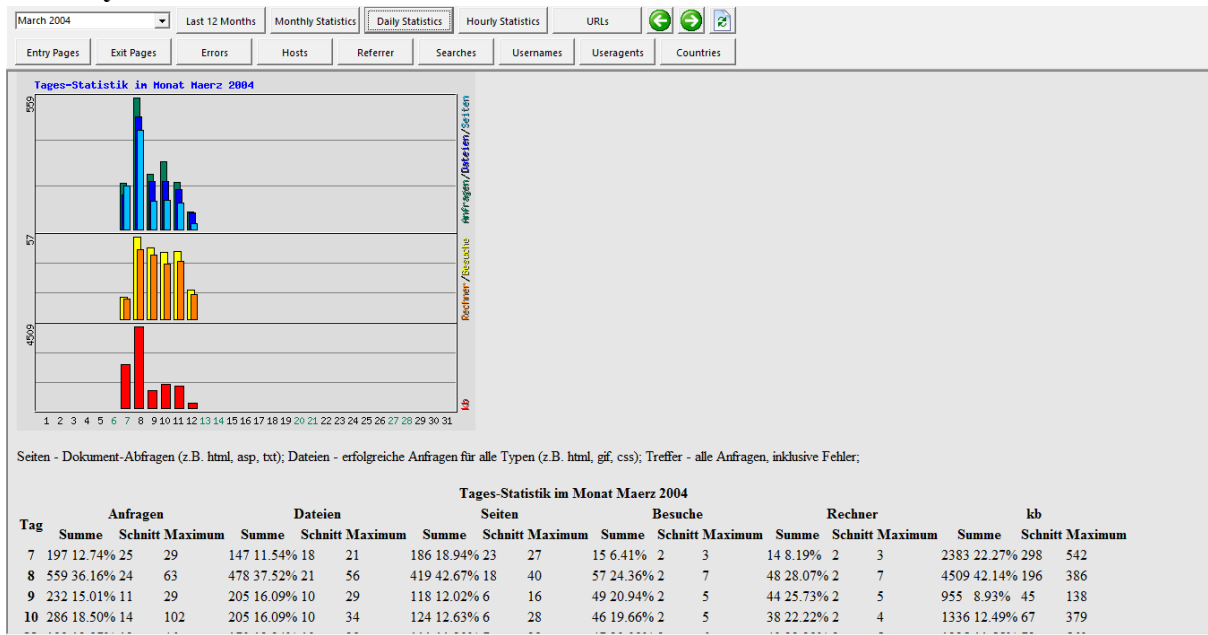 March 2004 Last 12 Months Monthly Statistics Daily Statistics Hourly Statistics URLs
Entry Pages Exit Pages Errors Hosts Referrer Searches Usernames Useragents Countries
Tages-Statistik im Monat Maerz 2004
559
Anfragen/Dateien/Seiten
57
Rechner/Besuche
4509
kb
1 2 3 4 5 6 7 8 9 10 11 12 13 14 15 16 17 18 19 20 21 22 23 24 25 26 27 28 29 30 31
Seiten - Dokument-Abfragen (z.B. html, asp, txt); Dateien - erfolgreiche Anfragen für alle Typen (z.B. html, gif, css); Treffer - alle Anfragen, inklusive Fehler;
Tages-Statistik im Monat Maerz 2004
Tag Anfragen Dateien Seiten Besuche Rechner kb
Summe Schnitt Maximum Summe Schnitt Maximum Summe Schnitt Maximum Summe Schnitt Maximum Summe Schnitt Maximum Summe Schnitt Maximum
7 197 12.74% 25 29 147 11.54% 18 21 186 18.94% 23 27 15 6.41% 2 3 14 8.19% 2 3 2383 22.27% 298 542
8 559 36.16% 24 63 478 37.52% 21 56 419 42.67% 18 40 57 24.36% 2 7 48 28.07% 2 7 4509 42.14% 196 386
9 232 15.01% 11 29 205 16.09% 10 29 118 12.02% 6 16 49 20.94% 2 5 44 25.73% 2 5 955 8.93% 45 138
10 286 18.50% 14 102 205 16.09% 10 34 124 12.63% 6 28 46 19.66% 2 5 38 22.22% 2 4 1336 12.49% 67 379